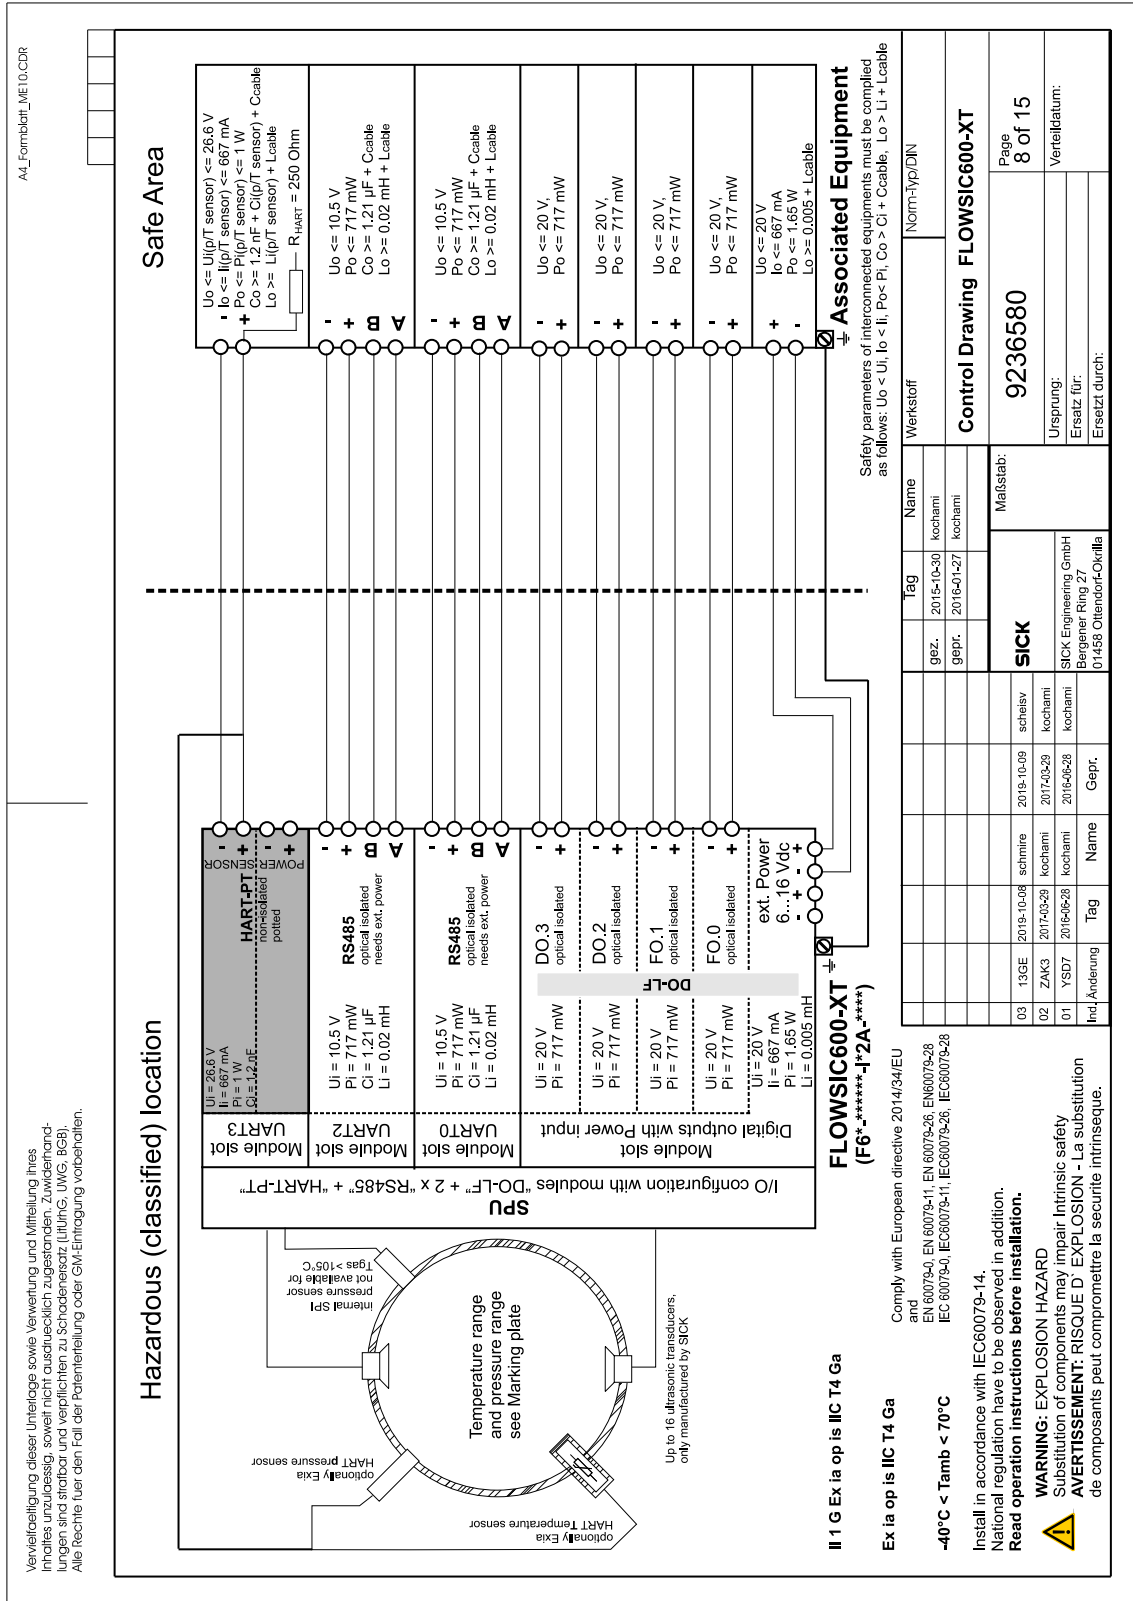 Vervielfaeltigung dieser Unterlage sowie Verwertung und Mitteilung ihres
Inhaltes unzulaessig, soweit nicht ausdruecklich zugestanden. Zuwiderhand-
lungen sind strafbar und verpflichten zu Schadenersatz (LitUrhG, UWG, BGB).
Alle Rechte fuer den Fall der Patenterteilung oder GM-Eintragung vorbehalten.
A4_Formblatt_ME10.CDR
Hazardous (classified) location
Safe Area
optionally Exia
HART pressure sensor
internal SPI
pressure sensor
not available for
Tgas >105°C
Temperature range
and pressure range
see Marking plate
optionally Exia
HART Temperature sensor
Up to 16 ultrasonic transducers,
only manufactured by SICK
SPU
I/O configuration with modules "DO-LF" + 2 x "RS485" + "HART-PT"
Module slot
UART3
Ui = 26.6 V
Ii = 667 mA
Pi = 1 W
Ci = 1.2 nF
HART-PT
non-isolated
potted
SENSOR
POWER
-
+
-
+
Module slot
UART2
Ui = 10.5 V
Pi = 717 mW
Ci = 1.21 µF
Li = 0.02 mH
RS485
optical isolated
needs ext. power
-
+
B
A
Module slot
UART0
Ui = 10.5 V
Pi = 717 mW
Ci = 1.21 µF
Li = 0.02 mH
RS485
optical isolated
needs ext. power
-
+
B
A
Module slot
Digital outputs with Power input
DO-LF
Ui = 20 V
Pi = 717 mW
DO.3
optical isolated
-
+
Ui = 20 V
Pi = 717 mW
DO.2
optical isolated
-
+
Ui = 20 V
Pi = 717 mW
FO.1
optical isolated
-
+
Ui = 20 V
Pi = 717 mW
FO.0
optical isolated
-
+
Ui = 20 V
Ii = 667 mA
Pi = 1.65 W
Li = 0.005 mH
ext. Power
6...16 Vdc
- + - +
FLOWSIC600-XT
(F6*-******-I*2A-****)
Uo <= Ui(p/T sensor) <= 26.6 V
- Io <= Ii(p/T sensor) <= 667 mA
Po <= Pi(p/T sensor) <= 1 W
+ Co >= 1.2 nF + Ci(p/T sensor) + Ccable
Lo >= Li(p/T sensor) + Lcable
RHART = 250 Ohm
-
+
B
A
Uo <= 10.5 V
Po <= 717 mW
Co >= 1.21 µF + Ccable
Lo >= 0.02 mH + Lcable
-
+
B
A
Uo <= 10.5 V
Po <= 717 mW
Co >= 1.21 µF + Ccable
Lo >= 0.02 mH + Lcable
-
+
Uo <= 20 V,
Po <= 717 mW
-
+
Uo <= 20 V,
Po <= 717 mW
-
+
Uo <= 20 V,
Po <= 717 mW
-
+
Uo <= 20 V,
Po <= 717 mW
+
-
Uo <= 20 V
Io <= 667 mA
Po <= 1.65 W
Lo >= 0.005 + Lcable
Associated Equipment
Safety parameters of interconnected equipments must be complied
as follows: Uo < Ui, Io < Ii, Po< Pi, Co > Ci + Ccable, Lo > Li + Lcable
II 1 G Ex ia op is IIC T4 Ga
Ex ia op is IIC T4 Ga
-40°C < Tamb < 70°C
Comply with European directive 2014/34/EU
and
EN 60079-0, EN 60079-11, EN 60079-26, EN60079-28
IEC 60079-0, IEC60079-11, IEC60079-26, IEC60079-28
Install in accordance with IEC60079-14.
National regulation have to be observed in addition.
Read operation instructions before installation.
WARNING: EXPLOSION HAZARD
Substitution of components may impair Intrinsic safety
AVERTISSEMENT: RISQUE D` EXPLOSION - La substitution
de composants peut compromettre la securite intrinseque.
03 13GE 2019-10-08 schmire 2019-10-09 scheisv
02 ZAK3 2017-03-29 kochami 2017-03-29 kochami
01 YSD7 2016-06-28 kochami 2016-06-28 kochami
Ind. Änderung Tag Name Gepr.
Tag Name
gez. 2015-10-30 kochami
gepr. 2016-01-27 kochami
SICK
SICK Engineering GmbH
Bergener Ring 27
01458 Ottendorf-Okrilla
Maßstab:
Werkstoff
Norm-Typ/DIN
Control Drawing FLOWSIC600-XT
9236580
Page
8 of 15
Ursprung:
Ersatz für:
Ersetzt durch:
Verteildatum: